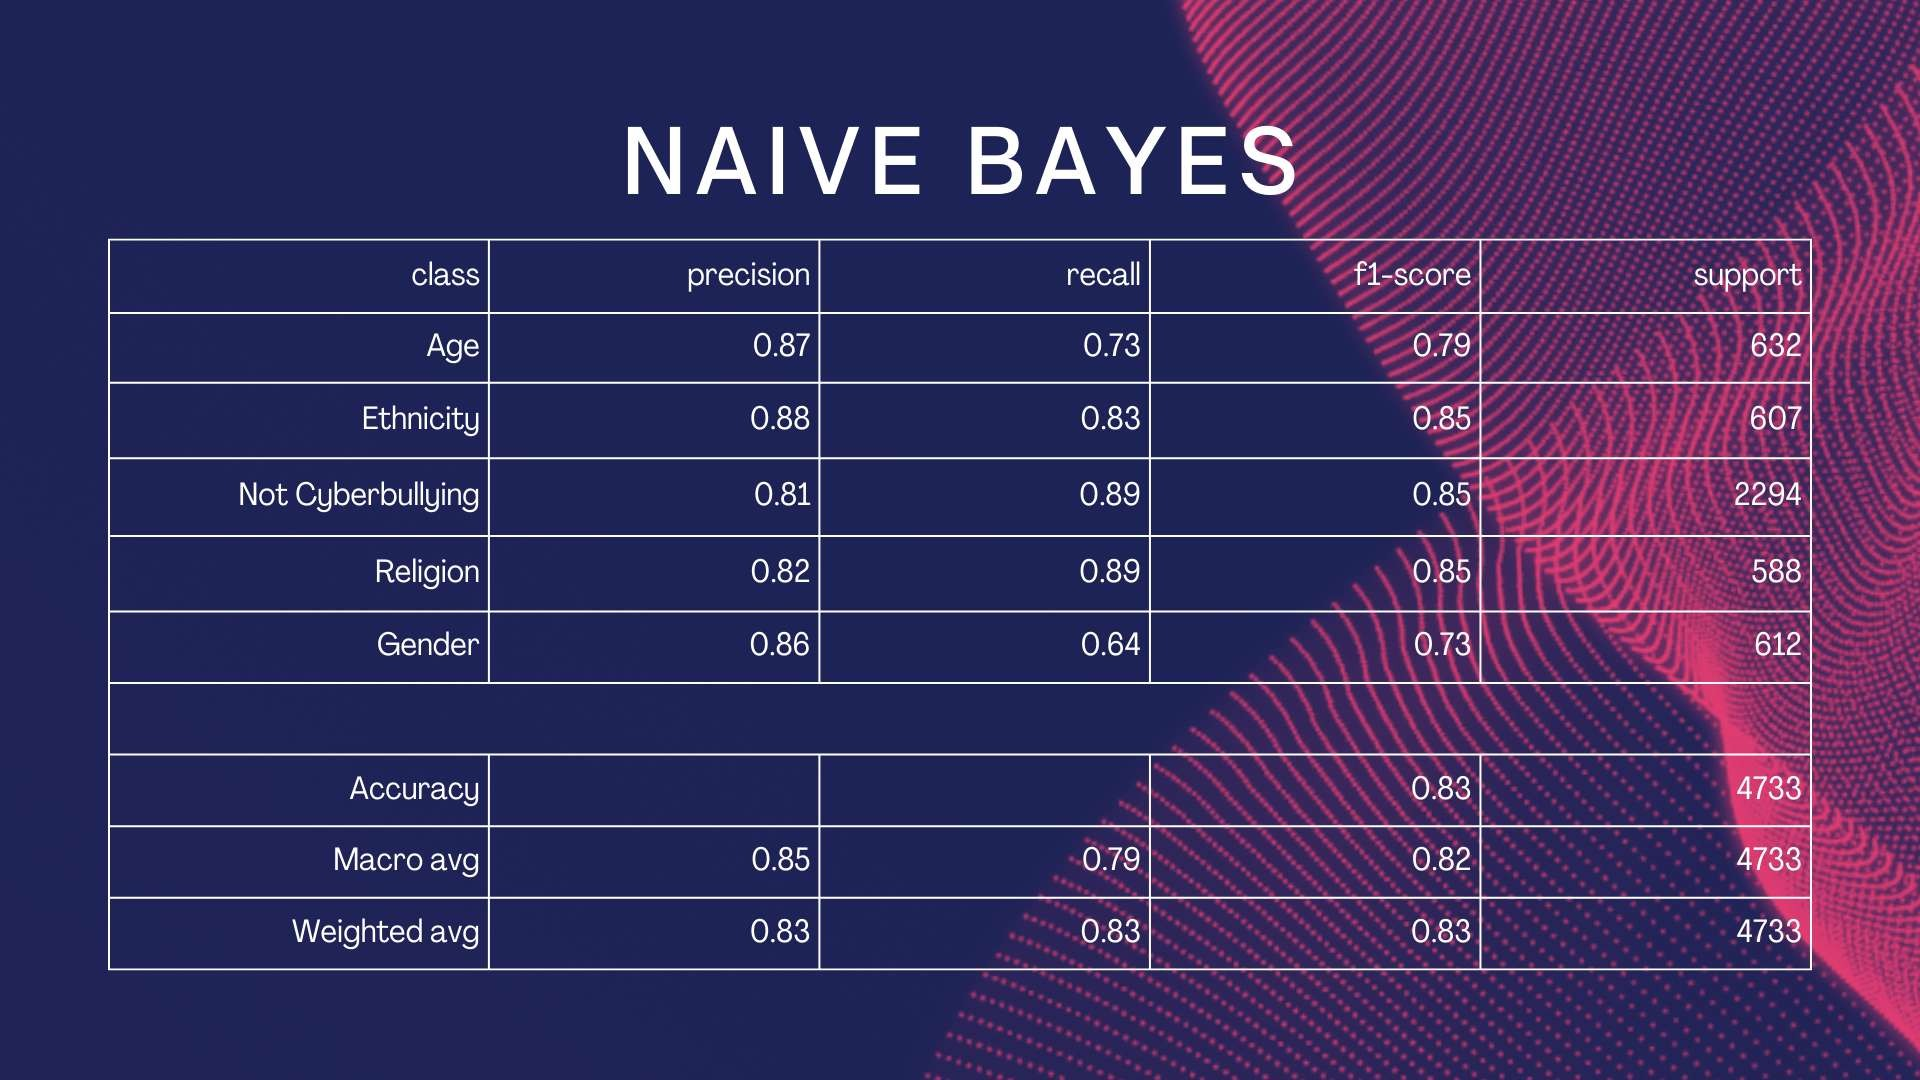 NAIVE BAYES
class precision recall f1-score support
Age 0.87 0.73 0.79 632
Ethnicity 0.88 0.83 0.85 607
Not Cyberbullying 0.81 0.89 0.85 2294
Religion 0.82 0.89 0.85 588
Gender 0.86 0.64 0.73 612
Accuracy 0.83 4733
Macro avg 0.85 0.79 0.82 4733
Weighted avg 0.83 0.83 0.83 4733